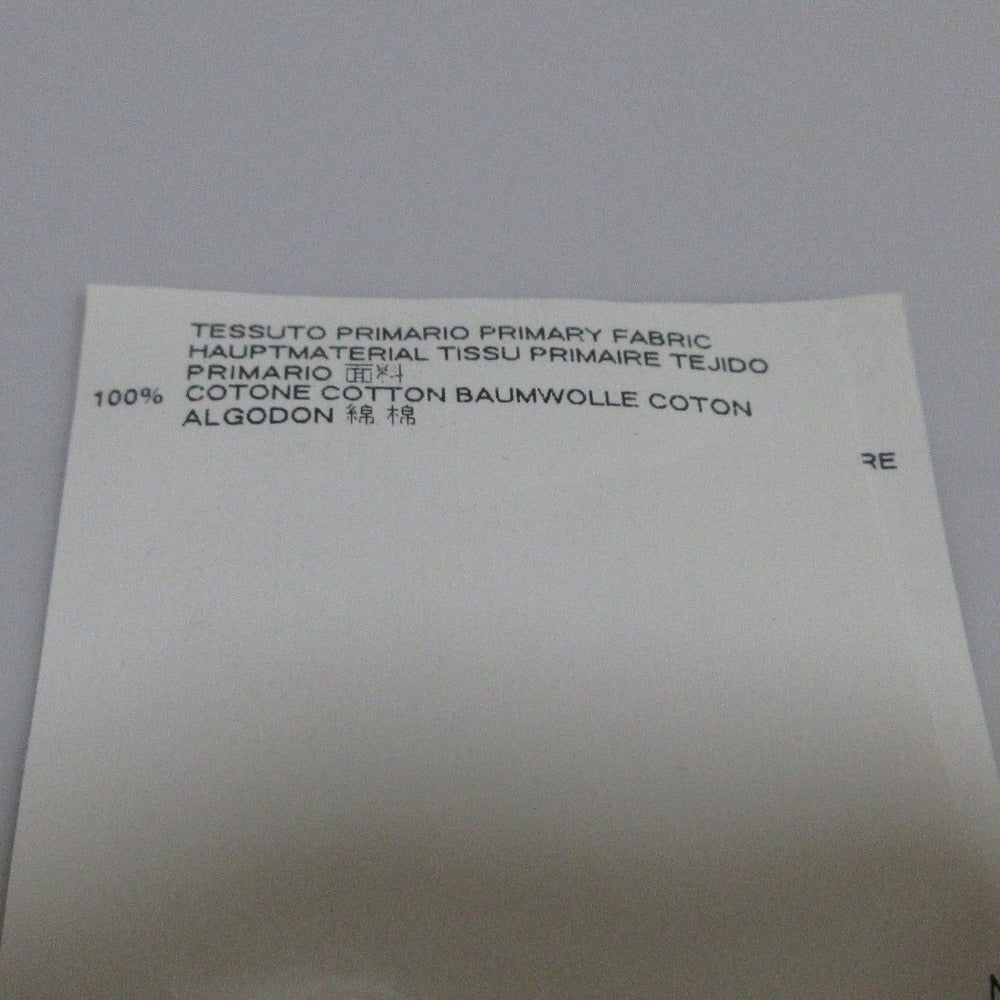 TESSUTO PRIMARIO PRIMARY FABRIC
HAUPTMATERIAL TISSU PRIMAIRE TEJIDO
PRIMARIO 面料
100% COTONE COTTON BAUMWOLLE COTON
ALGODON 綿 棉
RE